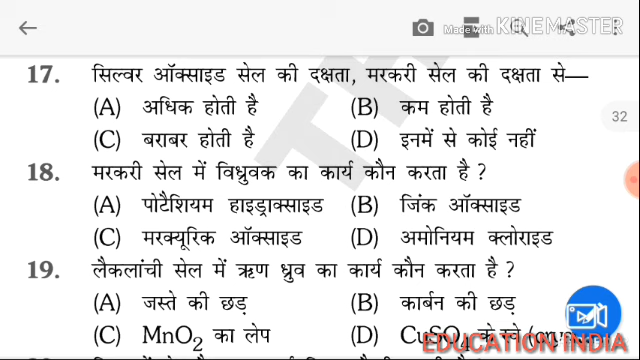 Made with KINEMASTER
17. सिल्वर ऑक्साइड सेल की दक्षता, मरकरी सेल की दक्षता से—
(A) अधिक होती है (B) कम होती है
32
(C) बराबर होती है (D) इनमें से कोई नहीं
18. मरकरी सेल में विध्रुवक का कार्य कौन करता है ?
(A) पोटैशियम हाइड्राक्साइड (B) जिंक ऑक्साइड
(C) मरक्यूरिक ऑक्साइड (D) अमोनियम क्लोराइड
19. लैकलांची सेल में ऋण ध्रुव का कार्य कौन करता है ?
(A) जस्ते की छड़ (B) कार्बन की छड़
(C) MnO2 का लेप (D) CuSO4 के रवे
EDUCATION INDIA